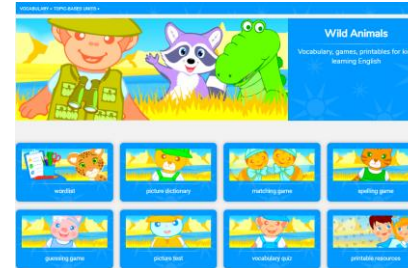 VOCABULARY • TOPIC-BASED UNITS •
Wild Animals
Vocabulary, games, printables for
learning English
wordlist
picture dictionary
matching game
spelling game
guessing game
picture test
vocabulary quiz
printable resources